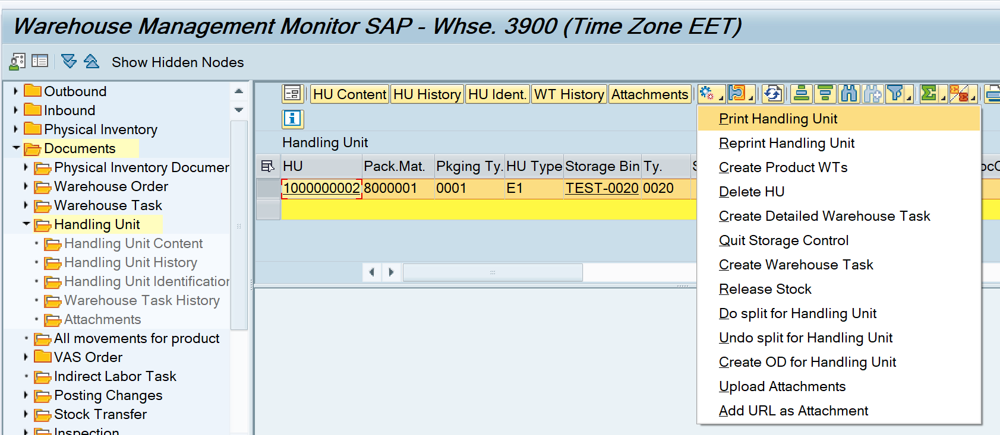 Warehouse Management Monitor SAP - Whse. 3900 (Time Zone EET)
Show Hidden Nodes
Outbound
Inbound
Physical Inventory
Documents
Physical Inventory Documen
Warehouse Order
Warehouse Task
Handling Unit
Handling Unit Content
Handling Unit History
Handling Unit Identification
Warehouse Task History
Attachments
All movements for product
VAS Order
Indirect Labor Task
Posting Changes
Stock Transfer
Inspection
HU Content HU History HU Ident. WT History Attachments
Handling Unit
HU Pack.Mat. Pkging Ty. HU Type Storage Bin Ty.
1000000002 8000001 0001 E1 TEST-0020 0020
Print Handling Unit
Reprint Handling Unit
Create Product WTs
Delete HU
Create Detailed Warehouse Task
Quit Storage Control
Create Warehouse Task
Release Stock
Do split for Handling Unit
Undo split for Handling Unit
Create OD for Handling Unit
Upload Attachments
Add URL as Attachment